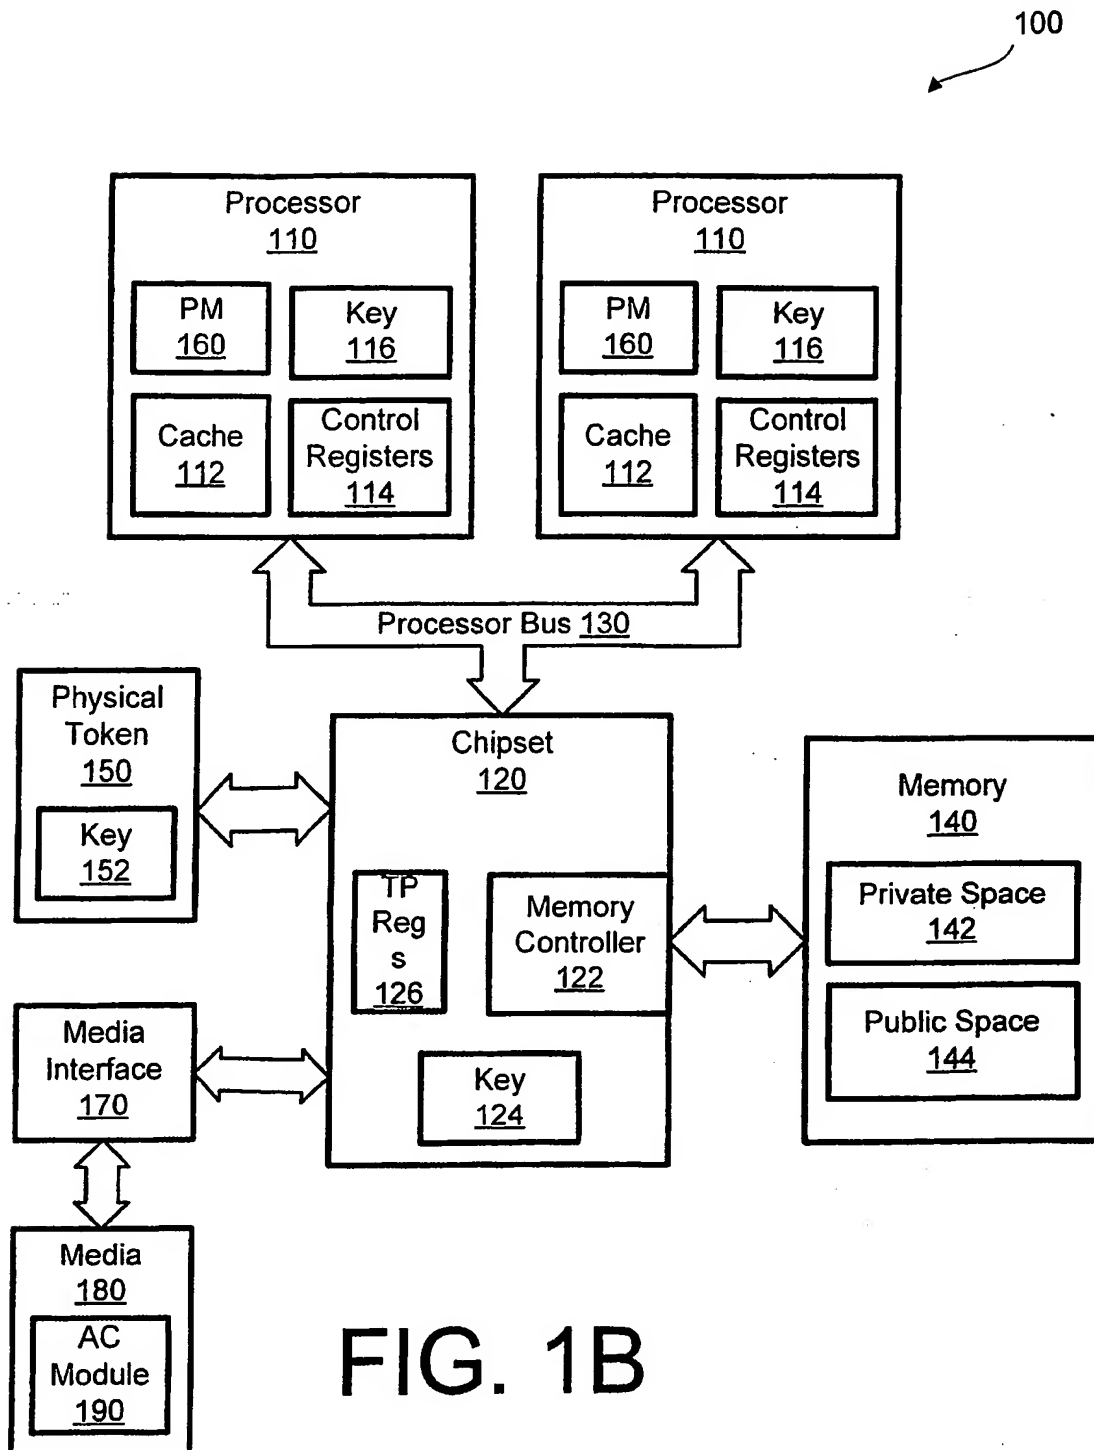 100
Processor
110
PM
160
Key
116
Cache
112
Control
Registers
114
Processor
110
PM
160
Key
116
Cache
112
Control
Registers
114
Processor Bus 130
Physical
Token
150
Key
152
Chipset
120
TP
Reg
s
126
Memory
Controller
122
Key
124
Memory
140
Private Space
142
Public Space
144
Media
Interface
170
Media
180
AC
Module
190
FIG. 1B